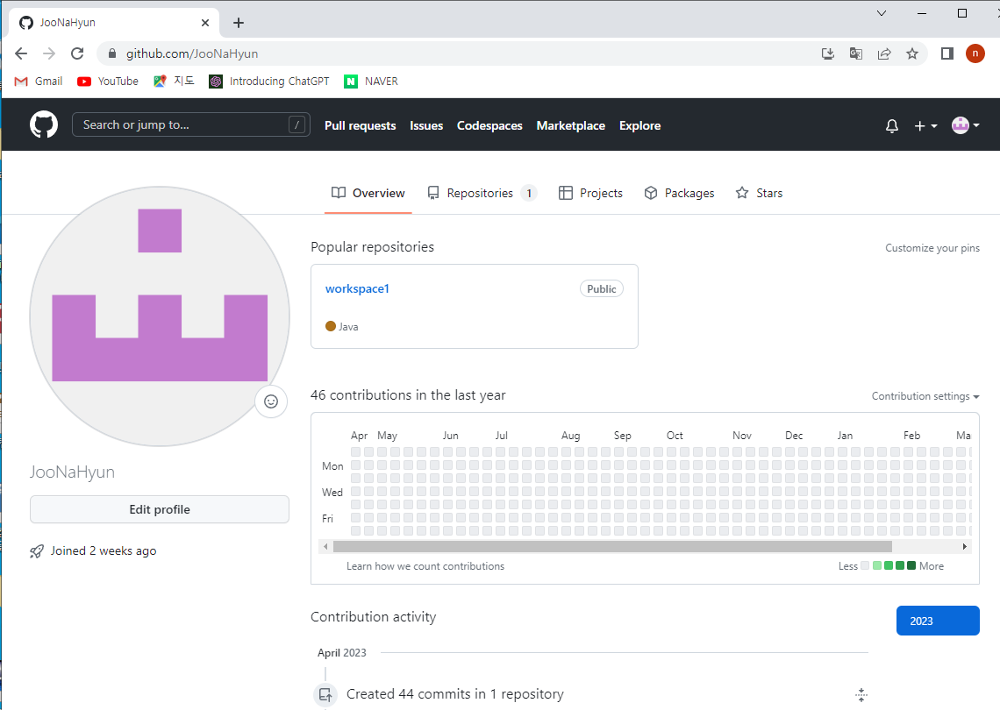 JooNaHyun
github.com/JooNaHyun
n
Gmail YouTube 지도 Introducing ChatGPT NAVER
Search or jump to... / Pull requests Issues Codespaces Marketplace Explore
Overview Repositories 1 Projects Packages Stars
Popular repositories Customize your pins
workspace1 Public
Java
46 contributions in the last year Contribution settings
Apr May Jun Jul Aug Sep Oct Nov Dec Jan Feb Ma
Mon
Wed
Fri
Learn how we count contributions Less More
JooNaHyun
Edit profile
Joined 2 weeks ago
Contribution activity 2023
April 2023
Created 44 commits in 1 repository